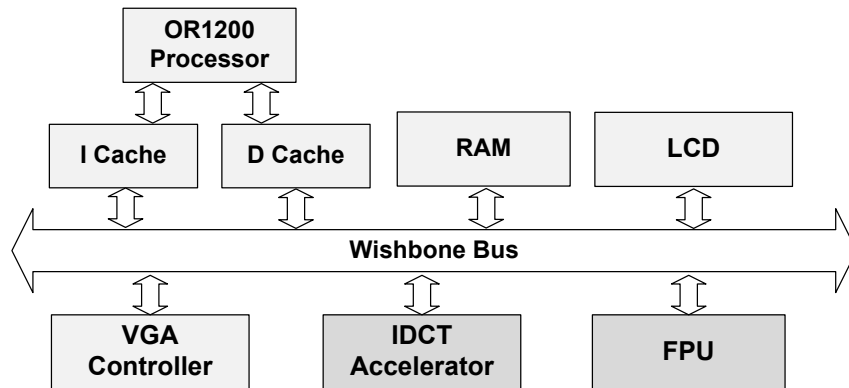 OR1200
Processor
I Cache
D Cache
RAM
LCD
Wishbone Bus
VGA
Controller
IDCT
Accelerator
FPU